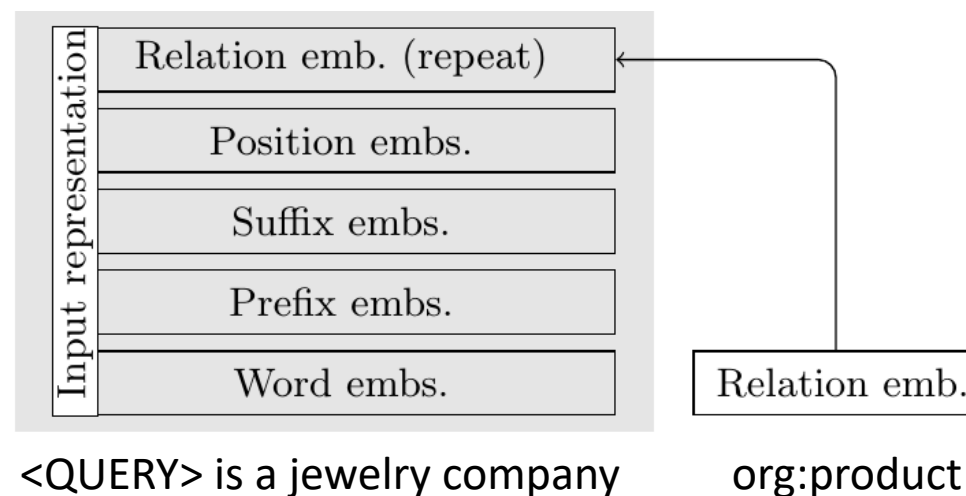 Input representation
Relation emb. (repeat)
Position embs.
Suffix embs.
Prefix embs.
Word embs.
Relation emb.
<QUERY> is a jewelry company
org:product